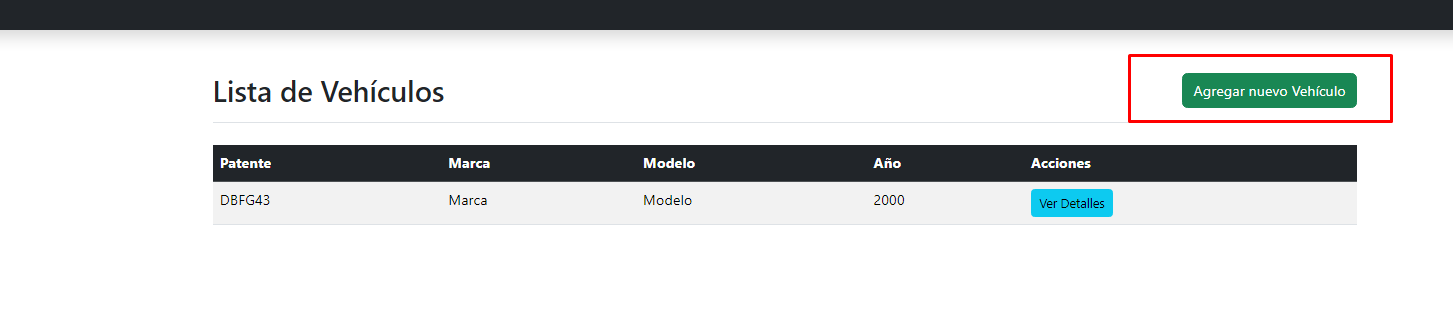 Lista de Vehículos
Agregar nuevo Vehículo
Patente Marca Modelo Año Acciones
DBFG43 Marca Modelo 2000 Ver Detalles